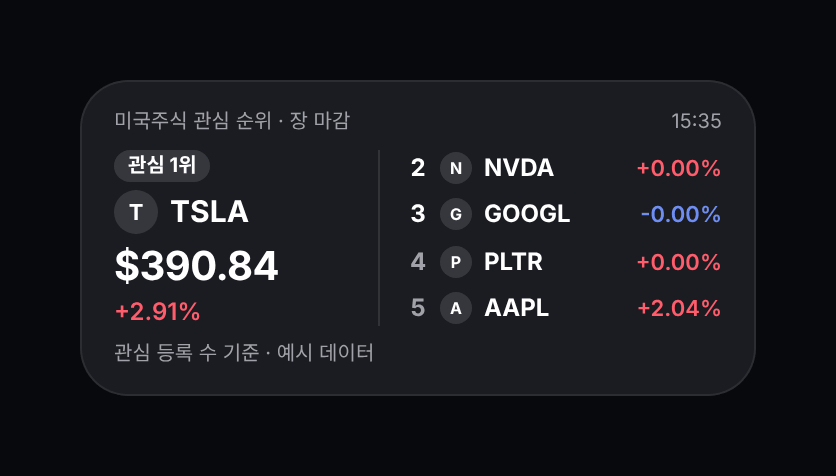 미국주식 관심 순위 · 장 마감 15:35
관심 1위
T TSLA
$390.84
+2.91%
2 N NVDA +0.00%
3 G GOOGL -0.00%
4 P PLTR +0.00%
5 A AAPL +2.04%
관심 등록 수 기준 · 예시 데이터